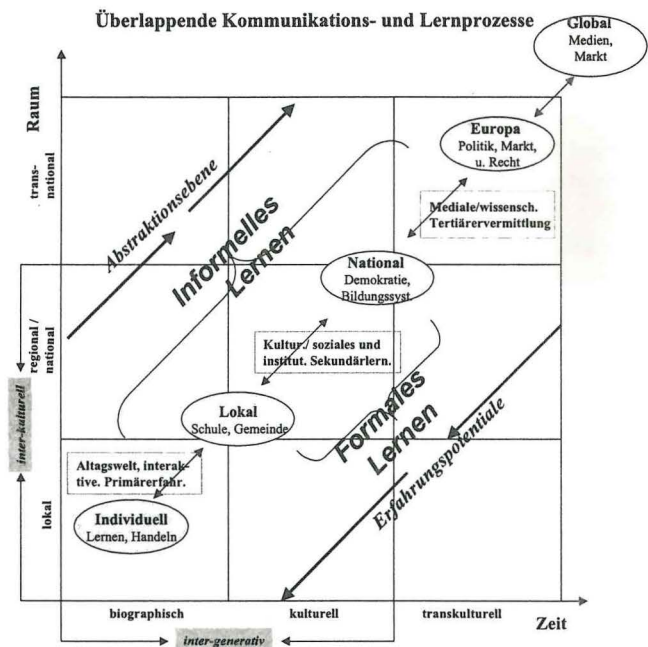 Überlappende Kommunikations- und Lernprozesse
Global
Medien,
Markt
Raum
Europa
Politik, Markt,
u. Recht
trans-
national
Abstraktionsebene
Informelles
Lernen
Mediale/wissensch.
Tertiärervermittlung
National
Demokratie,
Bildungssyst.
regional /
national
Kultur./ soziales und
institut. Sekundärlern.
inter-kulturell
Lokal
Schule, Gemeinde
Formales
Lernen
Erfahrungspotentiale
Altagswelt, interak-
tive. Primärerfahr.
lokal
Individuell
Lernen, Handeln
biographisch
kulturell
transkulturell
Zeit
inter-generativ